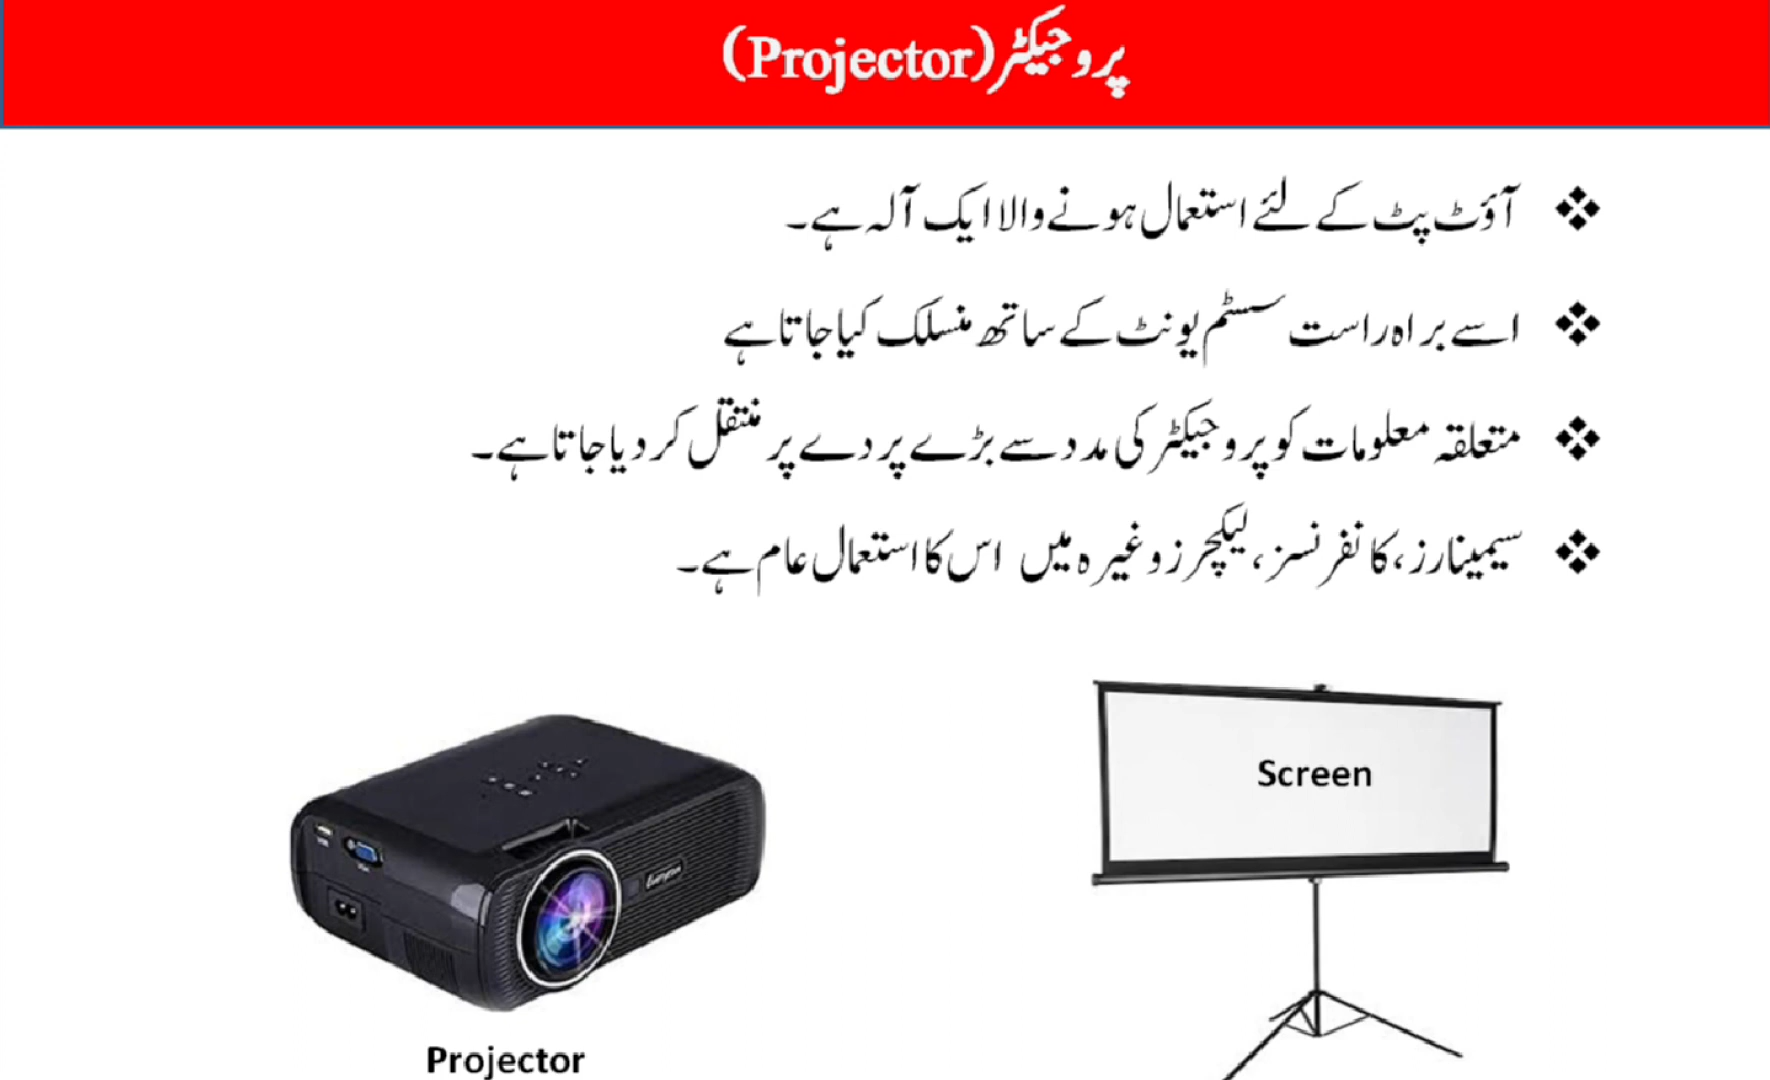 پروجیکٹر(Projector)
آؤٹ پٹ کے لئے استعمال ہونے والا ایک آلہ ہے۔
اسے براہ راست سسٹم یونٹ کے ساتھ منسلک کیا جاتا ہے
متعلقہ معلومات کو پروجیکٹر کی مدد سے بڑے پردے پر منتقل کر دیا جاتا ہے۔
سیمینارز، کانفرنسز، لیکچرز وغیرہ میں اس کا استعمال عام ہے۔
Screen
Projector